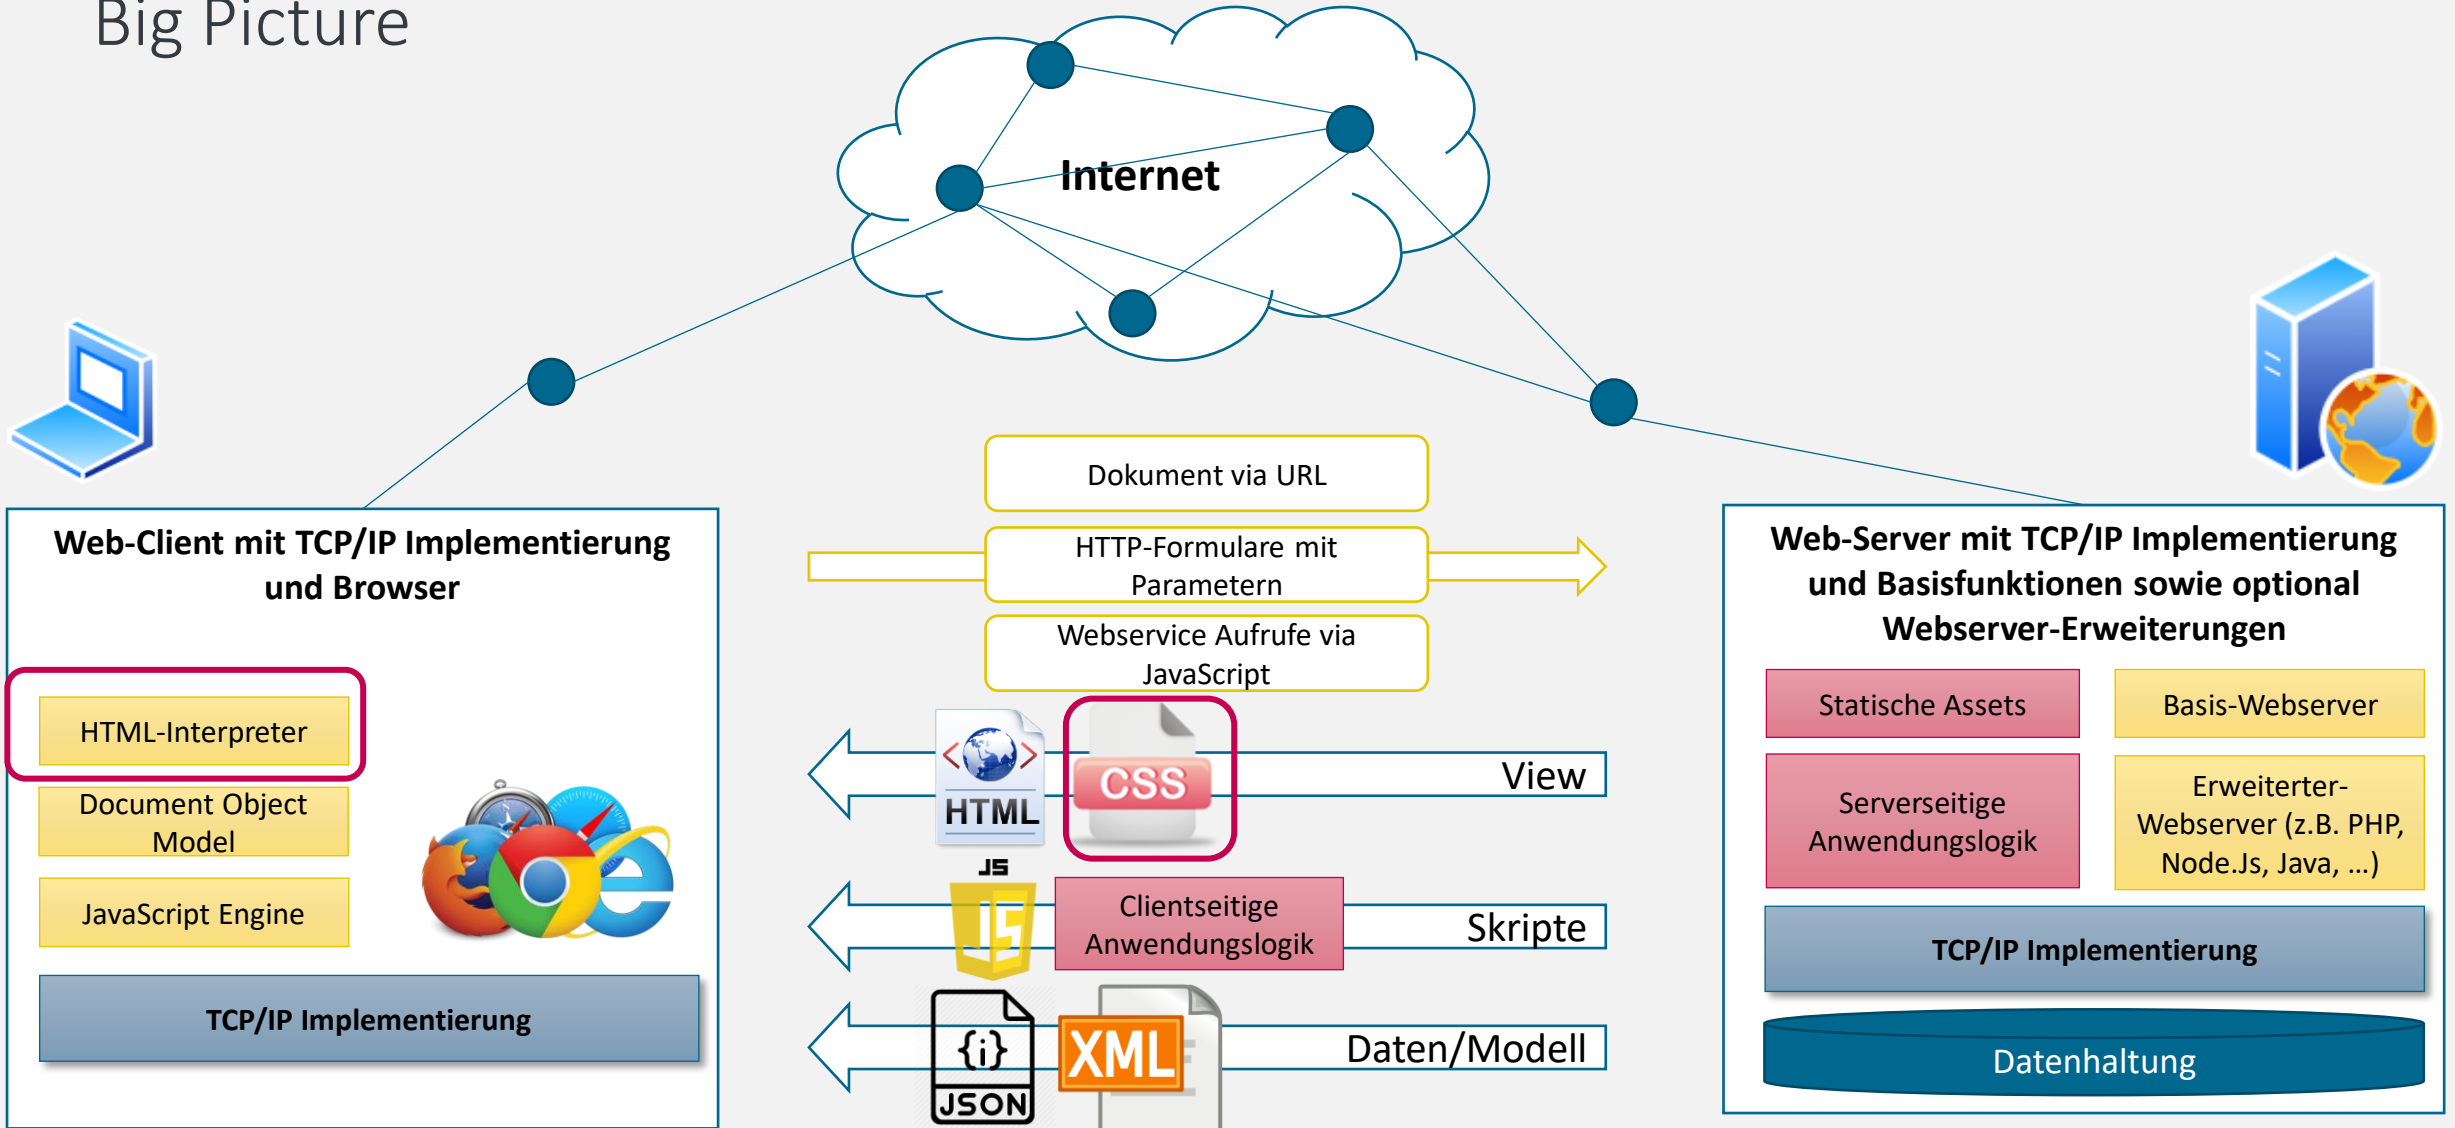 Big Picture
Internet
Web-Client mit TCP/IP Implementierung
und Browser
HTML-Interpreter
Document Object
Model
JavaScript Engine
TCP/IP Implementierung
Dokument via URL
HTTP-Formulare mit
Parametern
Webservice Aufrufe via
JavaScript
HTML
CSS
View
JS
Clientseitige
Anwendungslogik
Skripte
{i}
JSON
XML
Daten/Modell
Web-Server mit TCP/IP Implementierung
und Basisfunktionen sowie optional
Webserver-Erweiterungen
Statische Assets
Basis-Webserver
Serverseitige
Anwendungslogik
Erweiterter-
Webserver (z.B. PHP,
Node.Js, Java, …)
TCP/IP Implementierung
Datenhaltung